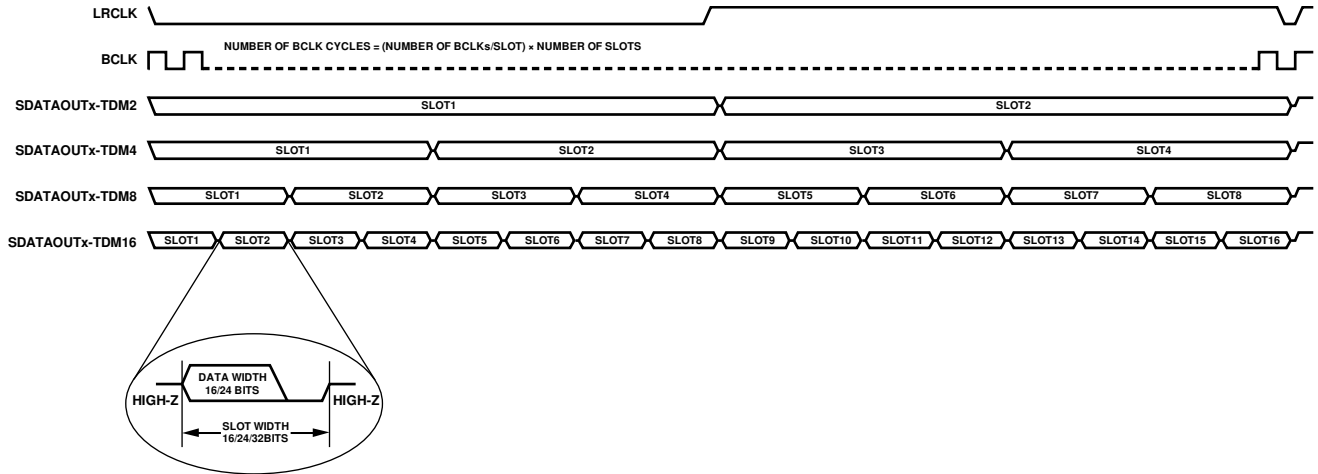 LRCLK
BCLK
NUMBER OF BCLK CYCLES = (NUMBER OF BCLKs/SLOT) × NUMBER OF SLOTS
SDATAOUTx-TDM2
SLOT1 SLOT2
SDATAOUTx-TDM4
SLOT1 SLOT2 SLOT3 SLOT4
SDATAOUTx-TDM8
SLOT1 SLOT2 SLOT3 SLOT4 SLOT5 SLOT6 SLOT7 SLOT8
SDATAOUTx-TDM16
SLOT1 SLOT2 SLOT3 SLOT4 SLOT5 SLOT6 SLOT7 SLOT8 SLOT9 SLOT10 SLOT11 SLOT12 SLOT13 SLOT14 SLOT15 SLOT16
DATA WIDTH
16/24 BITS
HIGH-Z HIGH-Z
SLOT WIDTH
16/24/32BITS